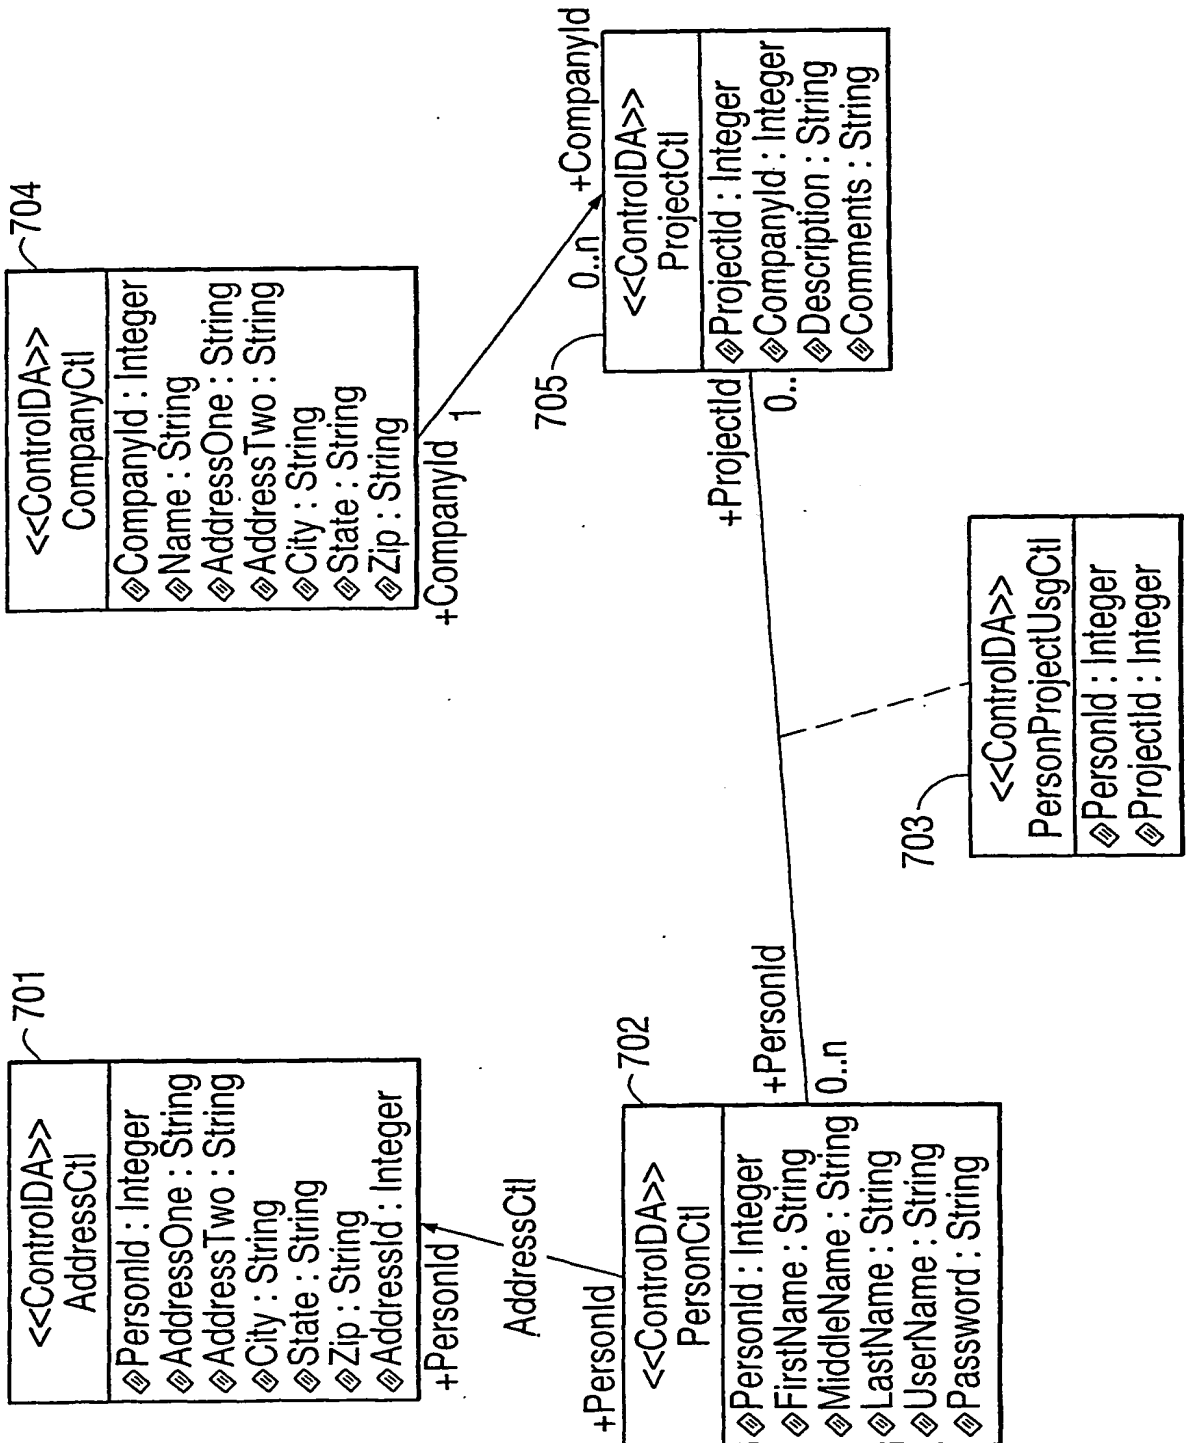 701
<<ControlDA>>
AddressCtl
PersonId : Integer
AddressOne : String
AddressTwo : String
City : String
State : String
Zip : String
AddressId : Integer
+PersonId
AddressCtl
+PersonId
702
<<ControlDA>>
PersonCtl
PersonId : Integer
FirstName : String
MiddleName : String
LastName : String
UserName : String
Password : String
+PersonId
0..n
703
<<ControlDA>>
PersonProjectUsgCtl
PersonId : Integer
ProjectId : Integer
704
<<ControlDA>>
CompanyCtl
CompanyId : Integer
Name : String
AddressOne : String
AddressTwo : String
City : String
State : String
Zip : String
+CompanyId
1
0..n
+CompanyId
705
<<ControlDA>>
ProjectCtl
ProjectId : Integer
CompanyId : Integer
Description : String
Comments : String
+ProjectId
0..